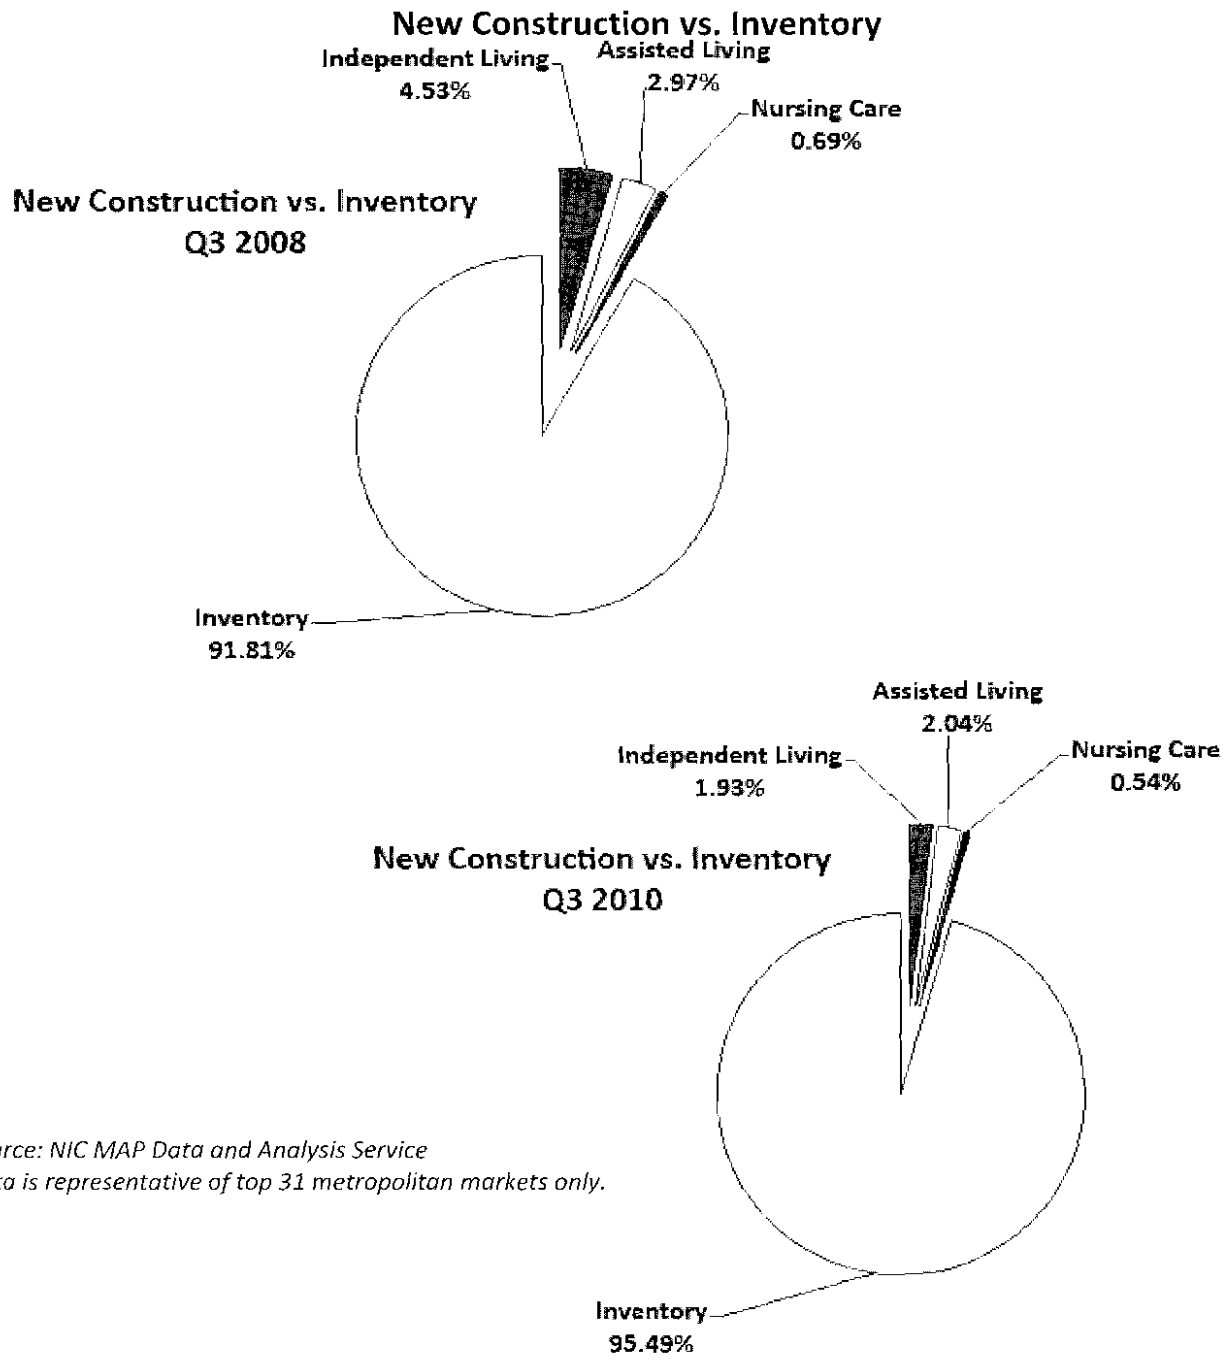 New Construction vs. Inventory
Independent Living
4.53%
Assisted Living
2.97%
Nursing Care
0.69%
New Construction vs. Inventory
Q3 2008
Inventory
91.81%
Assisted Living
2.04%
Independent Living
1.93%
Nursing Care
0.54%
New Construction vs. Inventory
Q3 2010
rce: NIC MAP Data and Analysis Service
ta is representative of top 31 metropolitan markets only.
Inventory
95.49%